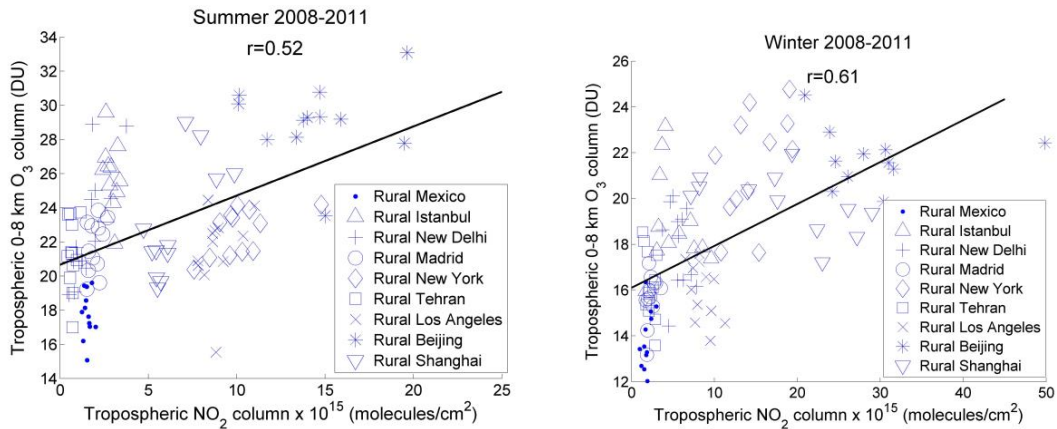 Summer 2008-2011
r=0.52
Tropospheric 0-8 km O3 column (DU)
34
32
30
28
26
24
22
20
18
16
14
Rural Mexico
Rural Istanbul
Rural New Delhi
Rural Madrid
Rural New York
Rural Tehran
Rural Los Angeles
Rural Beijing
Rural Shanghai
0 5 10 15 20 25
Tropospheric NO2 column x 10^15 (molecules/cm^2)
Winter 2008-2011
r=0.61
Tropospheric 0-8 km O3 column (DU)
26
24
22
20
18
16
14
12
Rural Mexico
Rural Istanbul
Rural New Delhi
Rural Madrid
Rural New York
Rural Tehran
Rural Los Angeles
Rural Beijing
Rural Shanghai
0 10 20 30 40 50
Tropospheric NO2 column x 10^15 (molecules/cm^2)